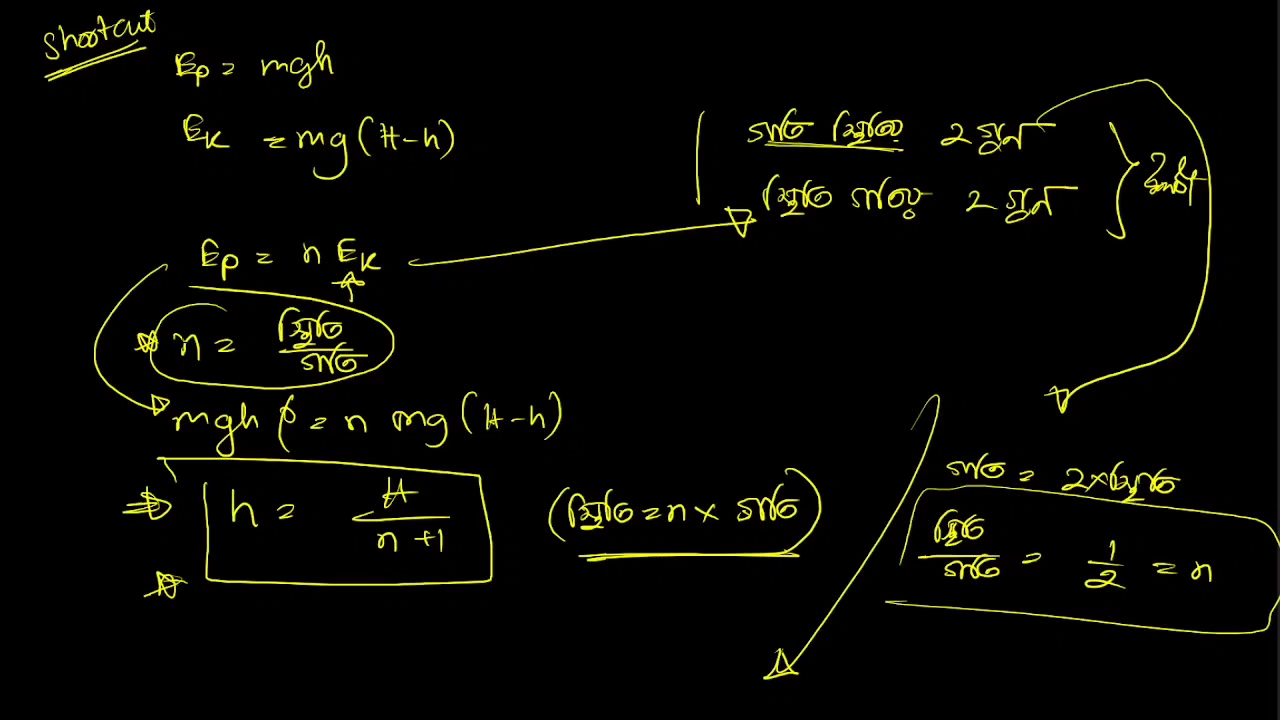 Shootcut
Ep = mgh
Ek = mg(H-h)
গতি স্থিতির 2 গুন
স্থিতি গতির 2 গুন
Ep = n Ek
n = স্থিতি / গতি
mgh = n mg (H-h)
h = H / n+1
(স্থিতি = n × গতি)
গতি = 2×স্থিতি
স্থিতি / গতি = 1/2 = n